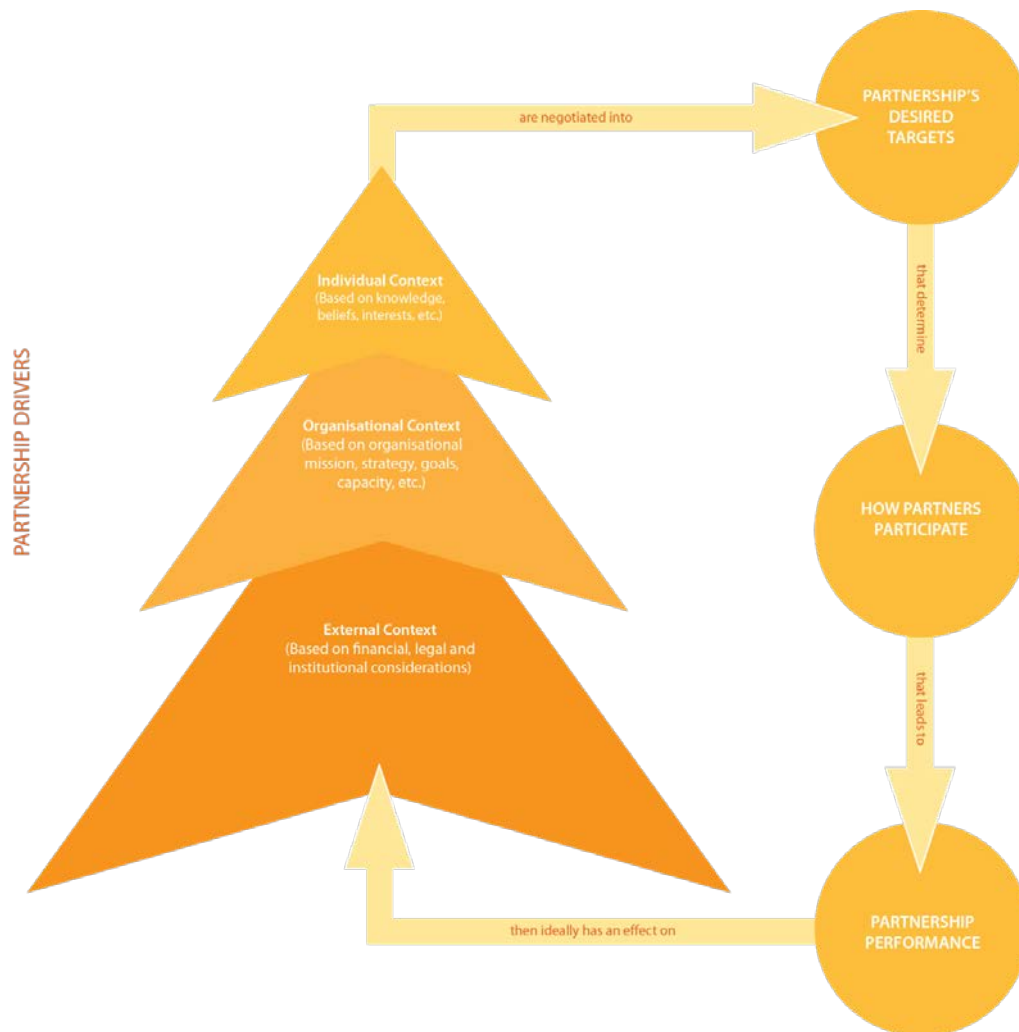 PARTNERSHIP DRIVERS
Individual Context
(Based on knowledge,
beliefs, interests, etc.)
Organisational Context
(Based on organisational
mission, strategy, goals,
capacity, etc.)
External Context
(Based on financial, legal and
institutional considerations)
are negotiated into
PARTNERSHIP'S
DESIRED
TARGETS
that determine
HOW PARTNERS
PARTICIPATE
that leads to
PARTNERSHIP
PERFORMANCE
then ideally has an effect on